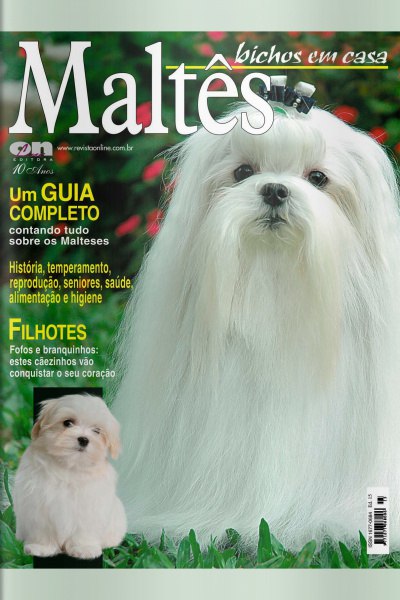 bichos em casa
Maltês
on
EDITORA
www.revistaonline.com.br
10 Anos
Um GUIA
COMPLETO
contando tudo
sobre os Malteses
História, temperamento,
reprodução, seniores, saúde,
alimentação e higiene
FILHOTES
Fofos e branquinhos:
estes cãezinhos vão
conquistar o seu coração